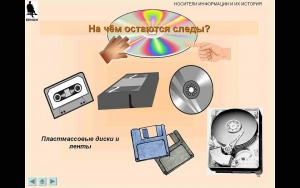 НОСИТЕЛИ ИНФОРМАЦИИ И ИХ ИСТОРИЯ
На чём остаются следы?
Пластмассовые диски и
ленты